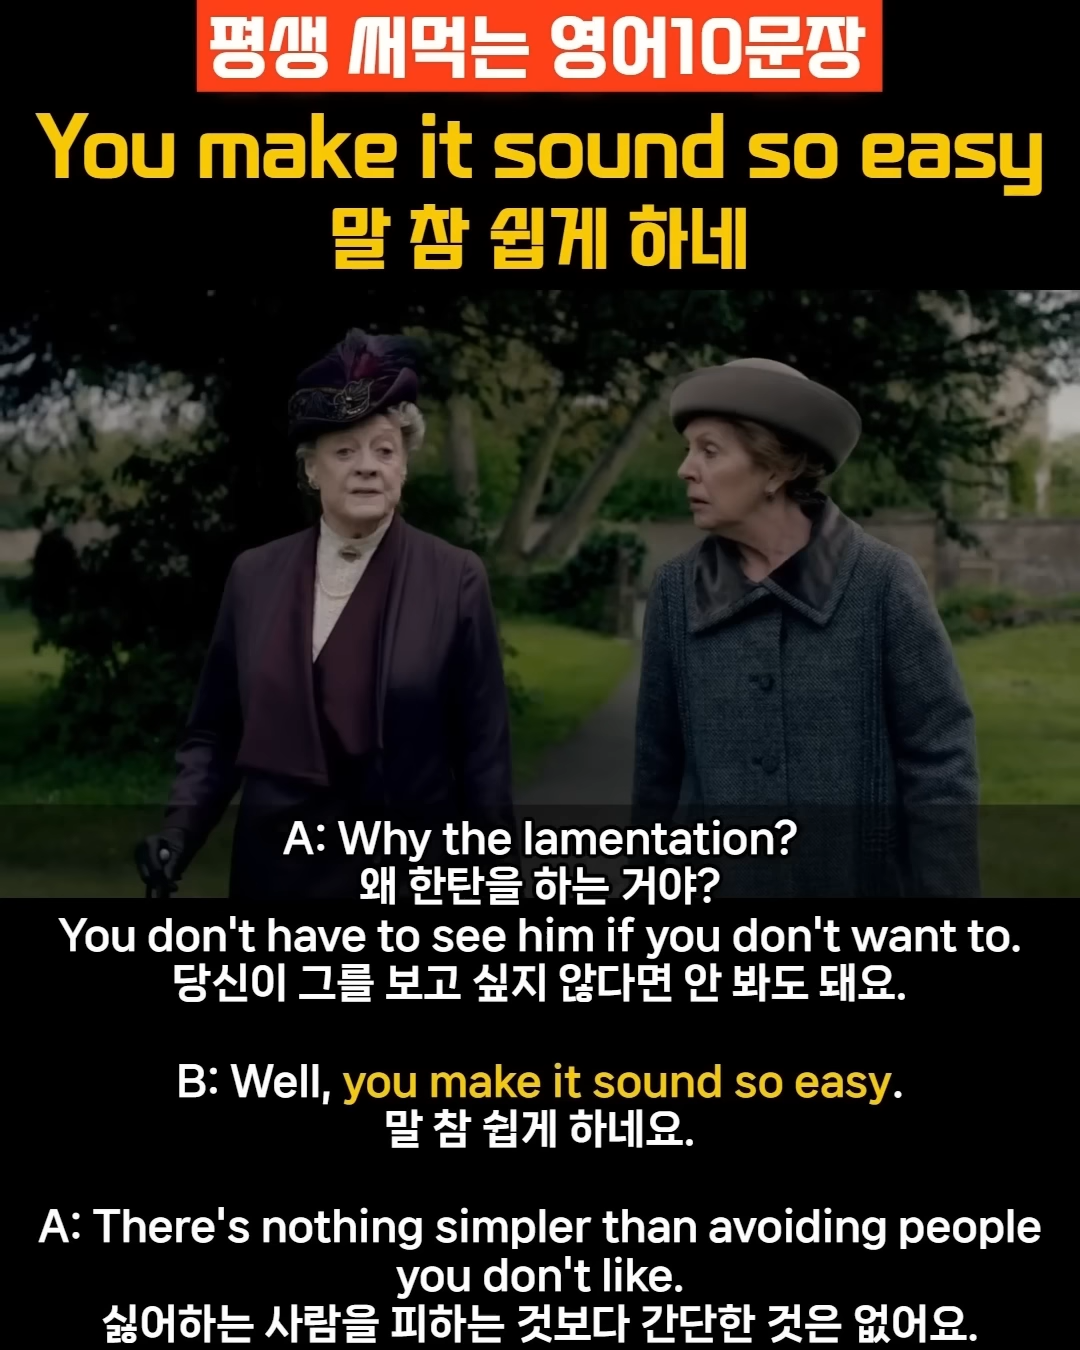 평생 써먹는 영어10문장
You make it sound so easy
말 참 쉽게 하네
A: Why the lamentation?
왜 한탄을 하는 거야?
You don't have to see him if you don't want to.
당신이 그를 보고 싶지 않다면 안 봐도 돼요.
B: Well, you make it sound so easy.
말 참 쉽게 하네요.
A: There's nothing simpler than avoiding people
you don't like.
싫어하는 사람을 피하는 것보다 간단한 것은 없어요.